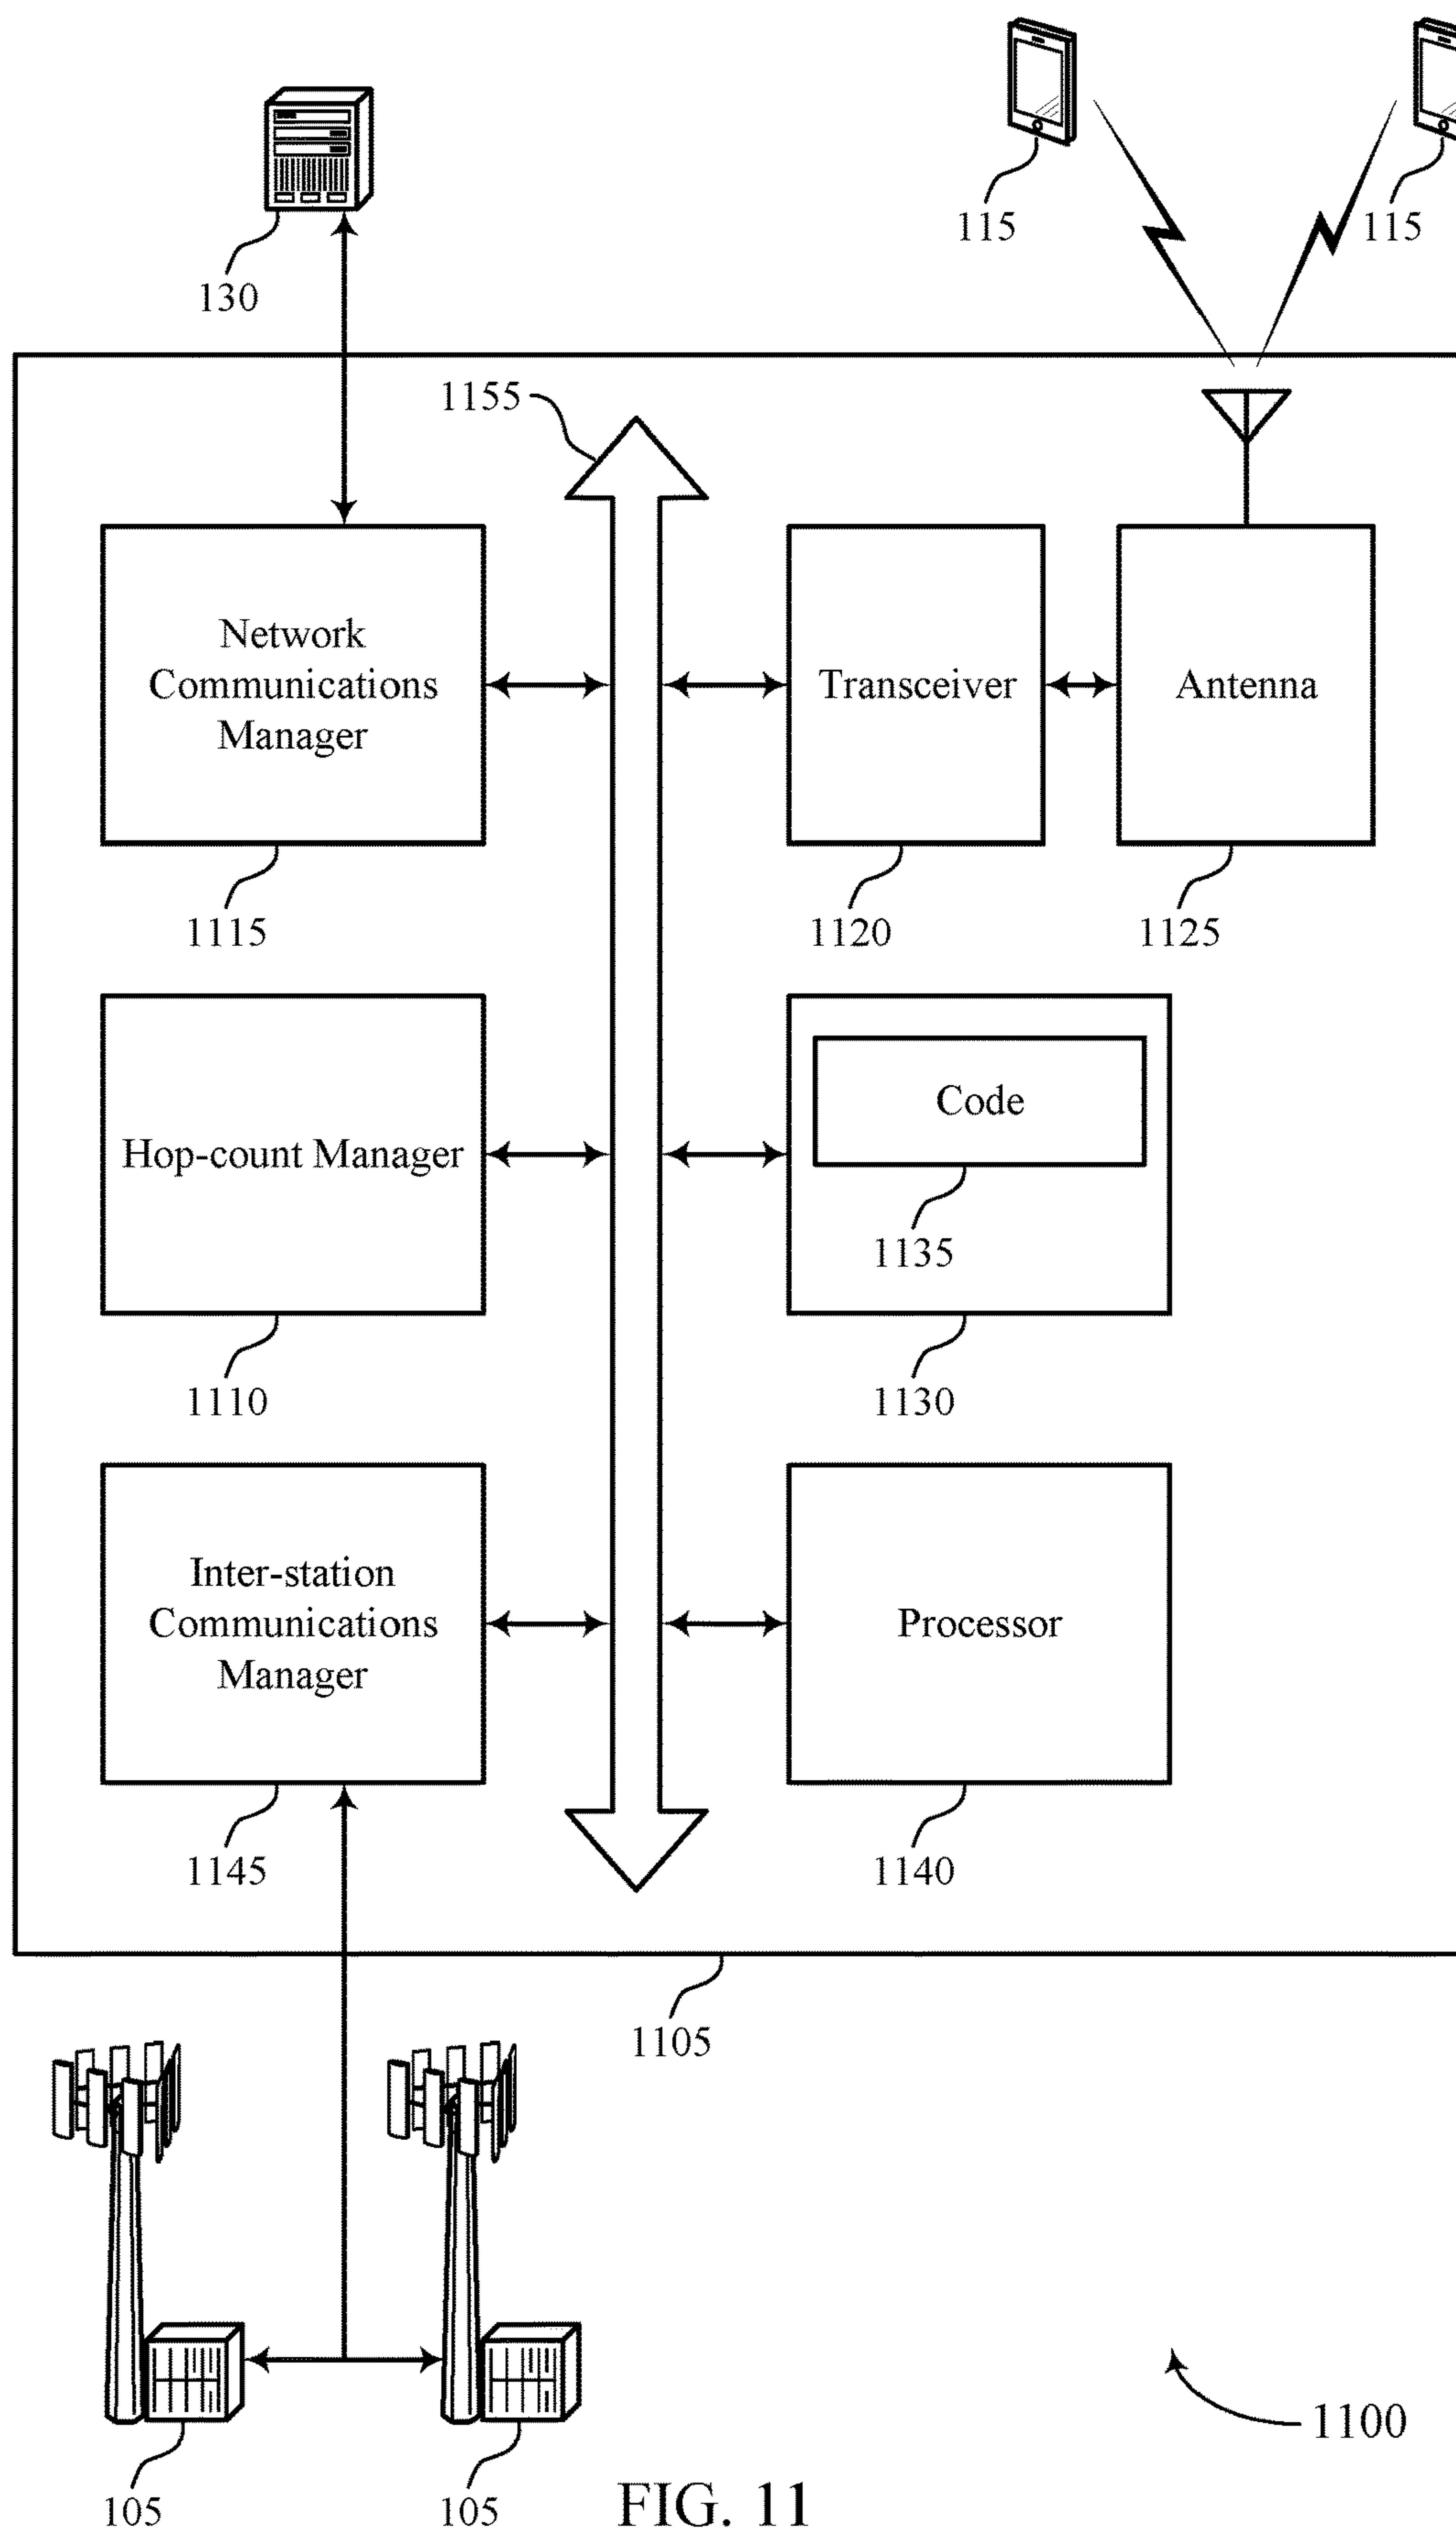 115
115
130
1155
Network
Communications
Manager
Transceiver
Antenna
1115
1120
1125
Hop-count Manager
Code
1135
1110
1130
Inter-station
Communications
Manager
Processor
1145
1140
1105
1100
105
105
FIG. 11